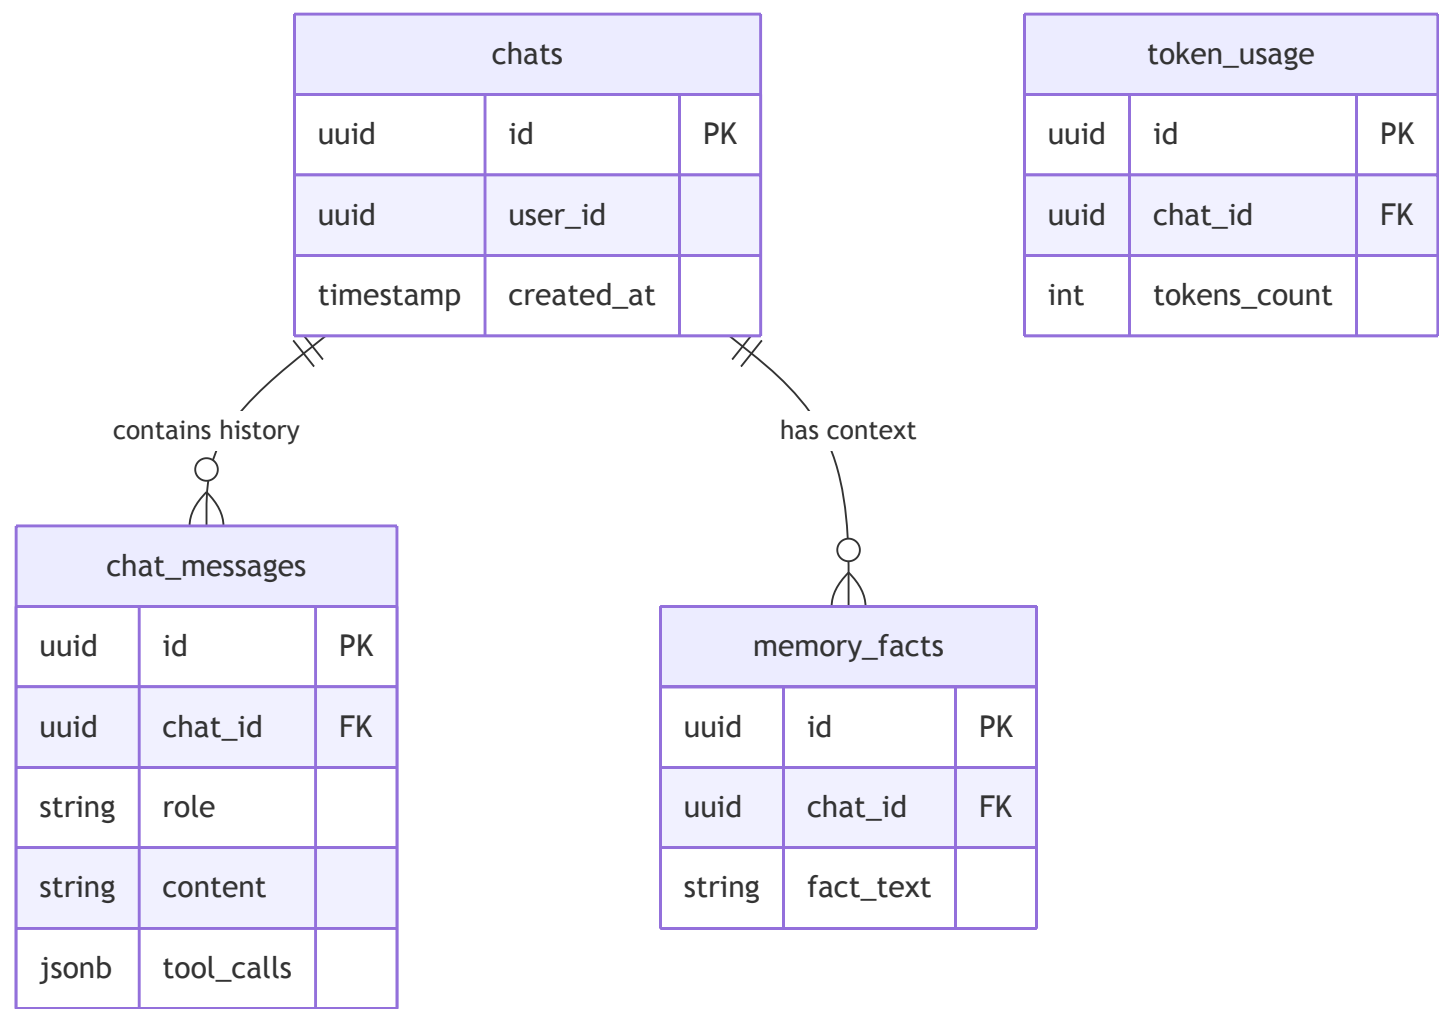 chats
uuid id PK
uuid user_id
timestamp created_at
token_usage
uuid id PK
uuid chat_id FK
int tokens_count
contains history
has context
chat_messages
uuid id PK
uuid chat_id FK
string role
string content
jsonb tool_calls
memory_facts
uuid id PK
uuid chat_id FK
string fact_text